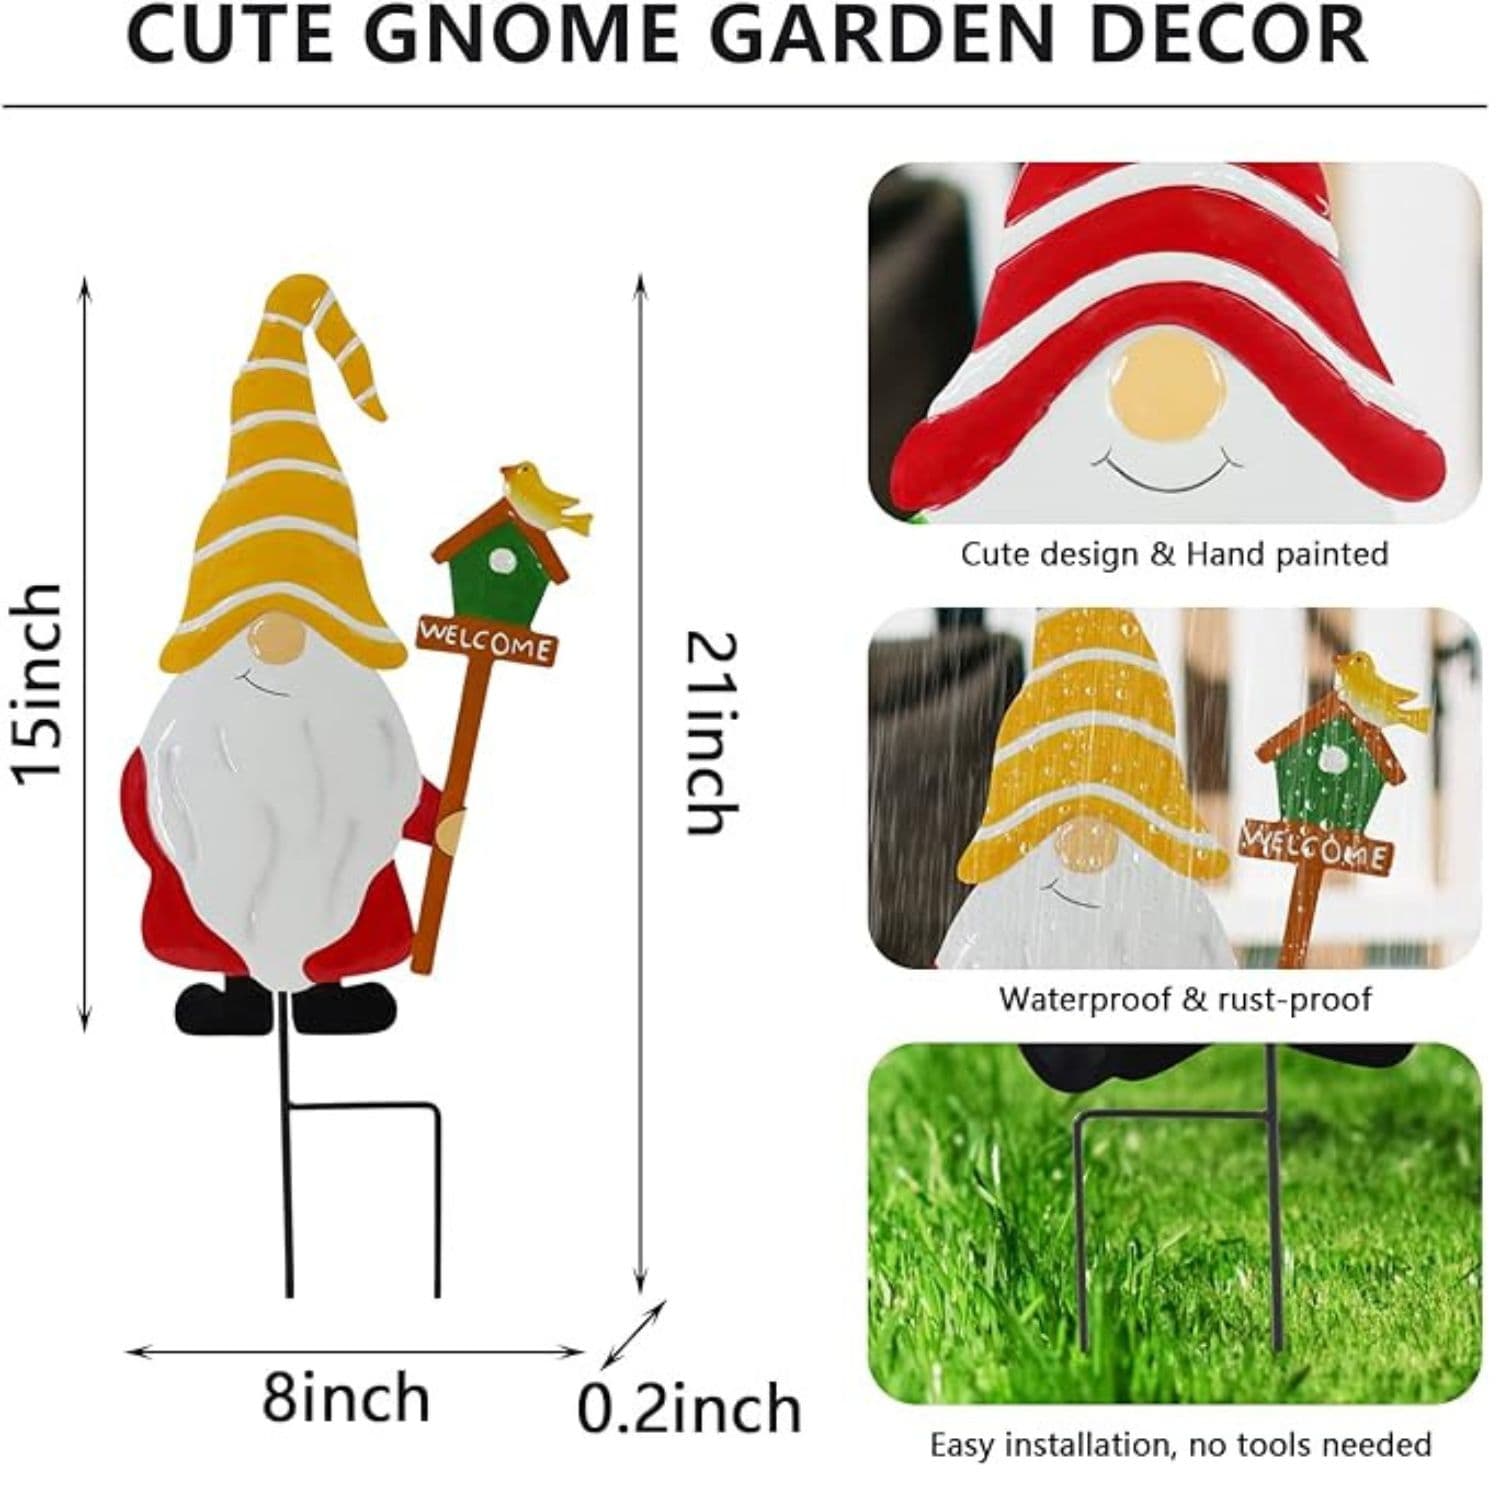 CUTE GNOME GARDEN DECOR
15inch
WELCOME
21inch
8inch
0.2inch
Cute design & Hand painted
WELCOME
Waterproof & rust-proof
Easy installation, no tools needed